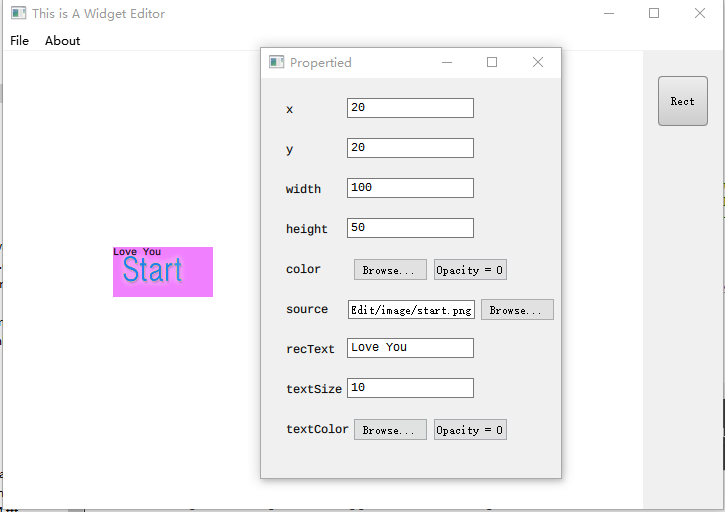 This is A Widget Editor
File About
Propertied
x 20
y 20
width 100
height 50
color Browse... Opacity = 0
source Edit/image/start.png Browse...
recText Love You
textSize 10
textColor Browse... Opacity = 0
Love You
Start
Rect